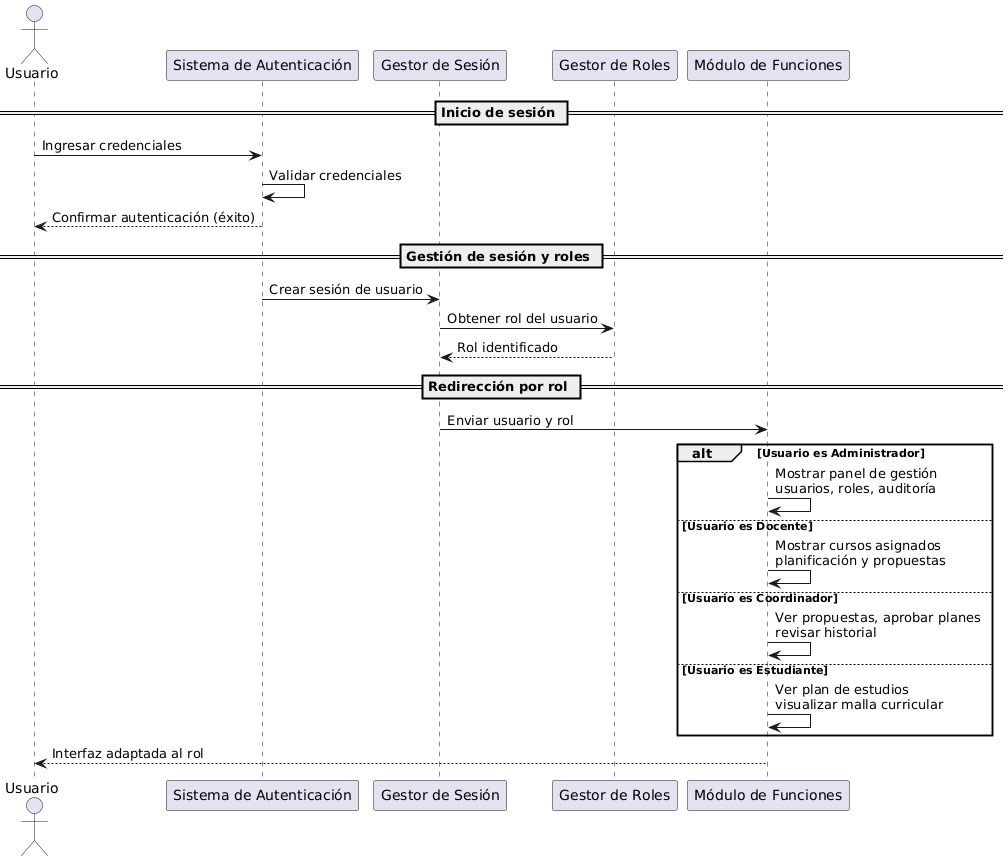 Usuario
Sistema de Autenticación
Gestor de Sesión
Gestor de Roles
Módulo de Funciones
Inicio de sesión
Ingresar credenciales
Validar credenciales
Confirmar autenticación (éxito)
Gestión de sesión y roles
Crear sesión de usuario
Obtener rol del usuario
Rol identificado
Redirección por rol
Enviar usuario y rol
alt
[Usuario es Administrador]
Mostrar panel de gestión
usuarios, roles, auditoría
[Usuario es Docente]
Mostrar cursos asignados
planificación y propuestas
[Usuario es Coordinador]
Ver propuestas, aprobar planes
revisar historial
[Usuario es Estudiante]
Ver plan de estudios
visualizar malla curricular
Interfaz adaptada al rol
Usuario
Sistema de Autenticación
Gestor de Sesión
Gestor de Roles
Módulo de Funciones